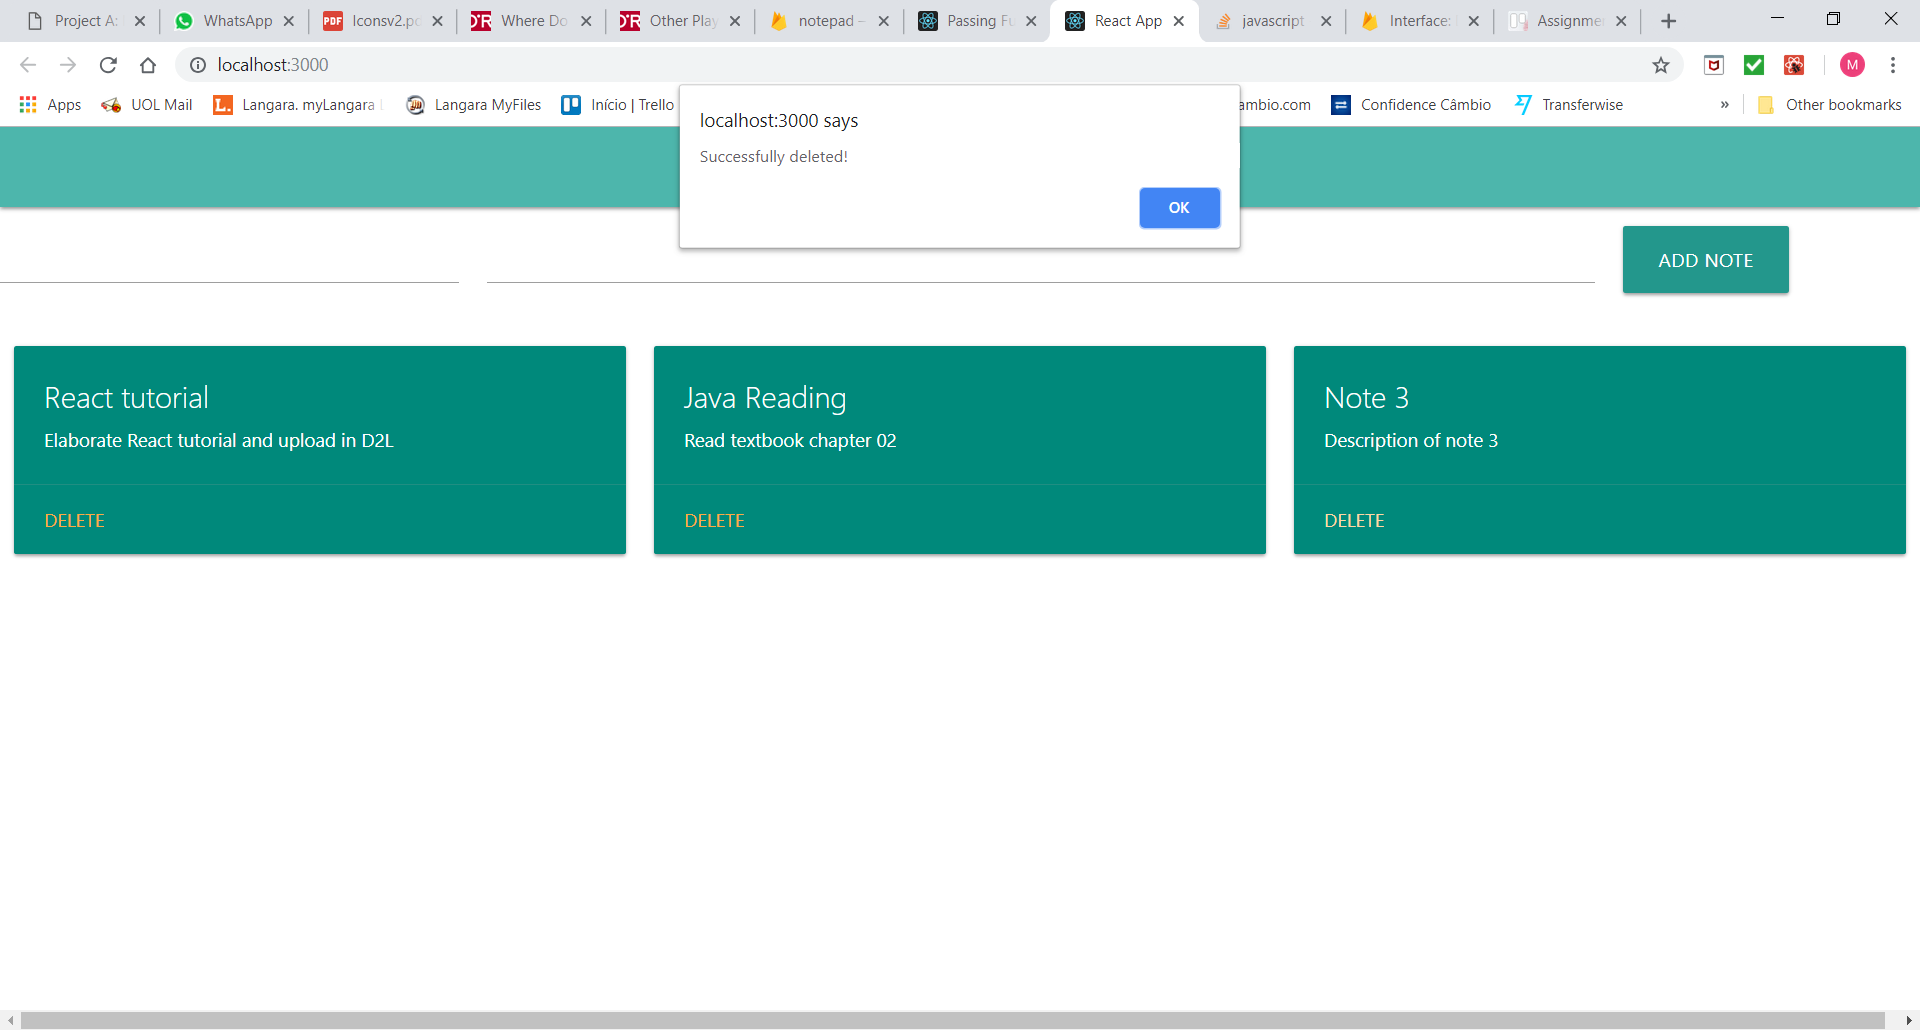 Project A:
WhatsApp
Iconsv2.pd
Where Do
Other Play
notepad –
Passing Fu
React App
javascript
Interface:
Assignme
localhost:3000
M
Apps
UOL Mail
L. Langara. myLangara
Langara MyFiles
Início | Trello
ambio.com
Confidence Câmbio
Transferwise
»
Other bookmarks
localhost:3000 says
Successfully deleted!
OK
ADD NOTE
React tutorial
Elaborate React tutorial and upload in D2L
DELETE
Java Reading
Read textbook chapter 02
DELETE
Note 3
Description of note 3
DELETE